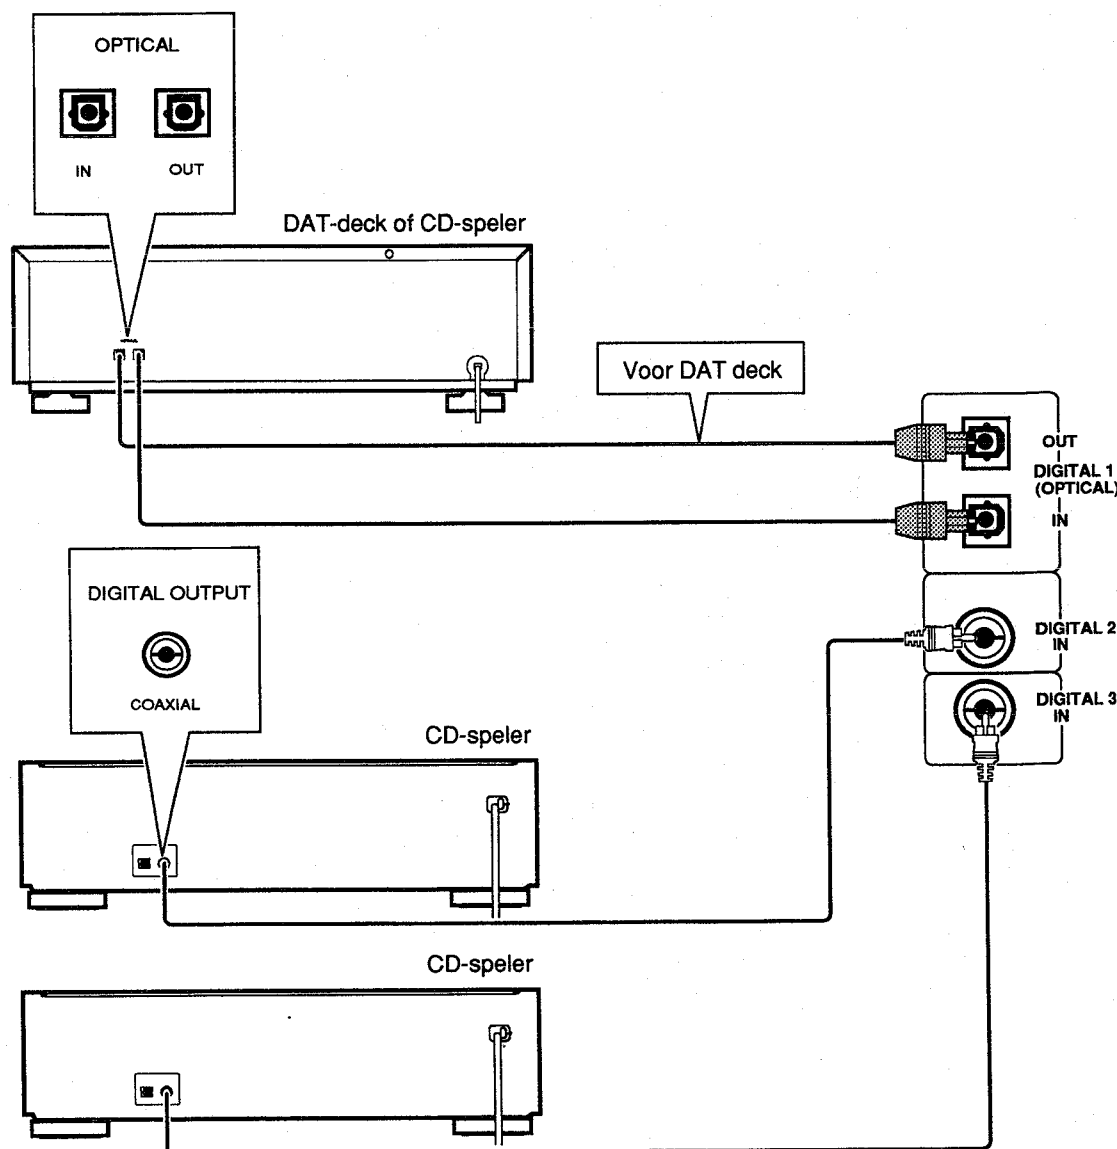 OPTICAL
IN OUT
DAT-deck of CD-speler
Voor DAT deck
OUT
DIGITAL 1
(OPTICAL)
IN
DIGITAL OUTPUT
COAXIAL
DIGITAL 2
IN
DIGITAL 3
IN
CD-speler
CD-speler